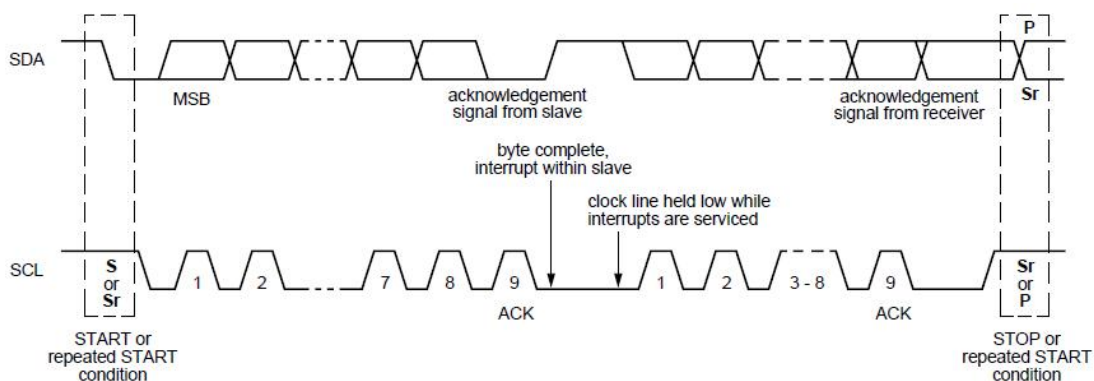 P
SDA
MSB
acknowledgement
signal from slave
acknowledgement
signal from receiver
Sr
byte complete,
interrupt within slave
clock line held low while
interrupts are serviced
SCL
S
or
Sr
1
2
7
8
9
1
2
3 - 8
9
Sr
or
P
ACK
ACK
START or
repeated START
condition
STOP or
repeated START
condition